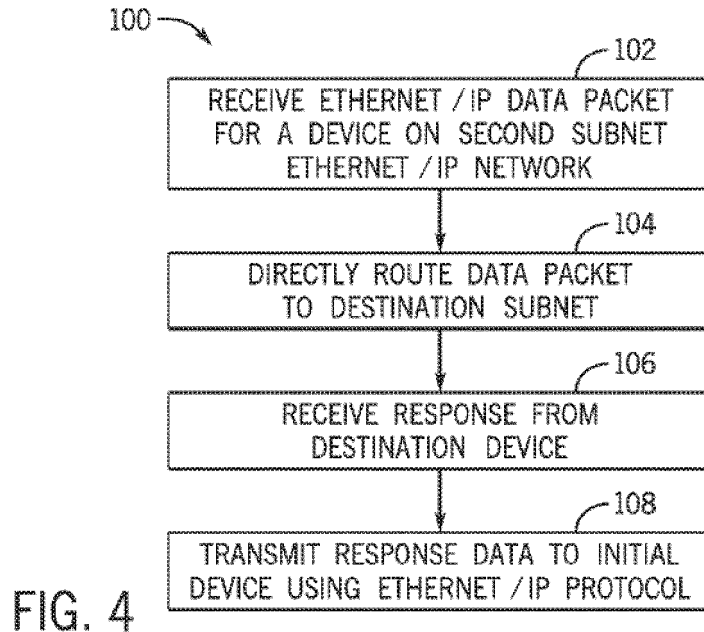 100
102
RECEIVE ETHERNET/IP DATA PACKET
FOR A DEVICE ON SECOND SUBNET
ETHERNET/IP NETWORK
104
DIRECTLY ROUTE DATA PACKET
TO DESTINATION SUBNET
106
RECEIVE RESPONSE FROM
DESTINATION DEVICE
108
TRANSMIT RESPONSE DATA TO INITIAL
DEVICE USING ETHERNET/IP PROTOCOL
FIG. 4